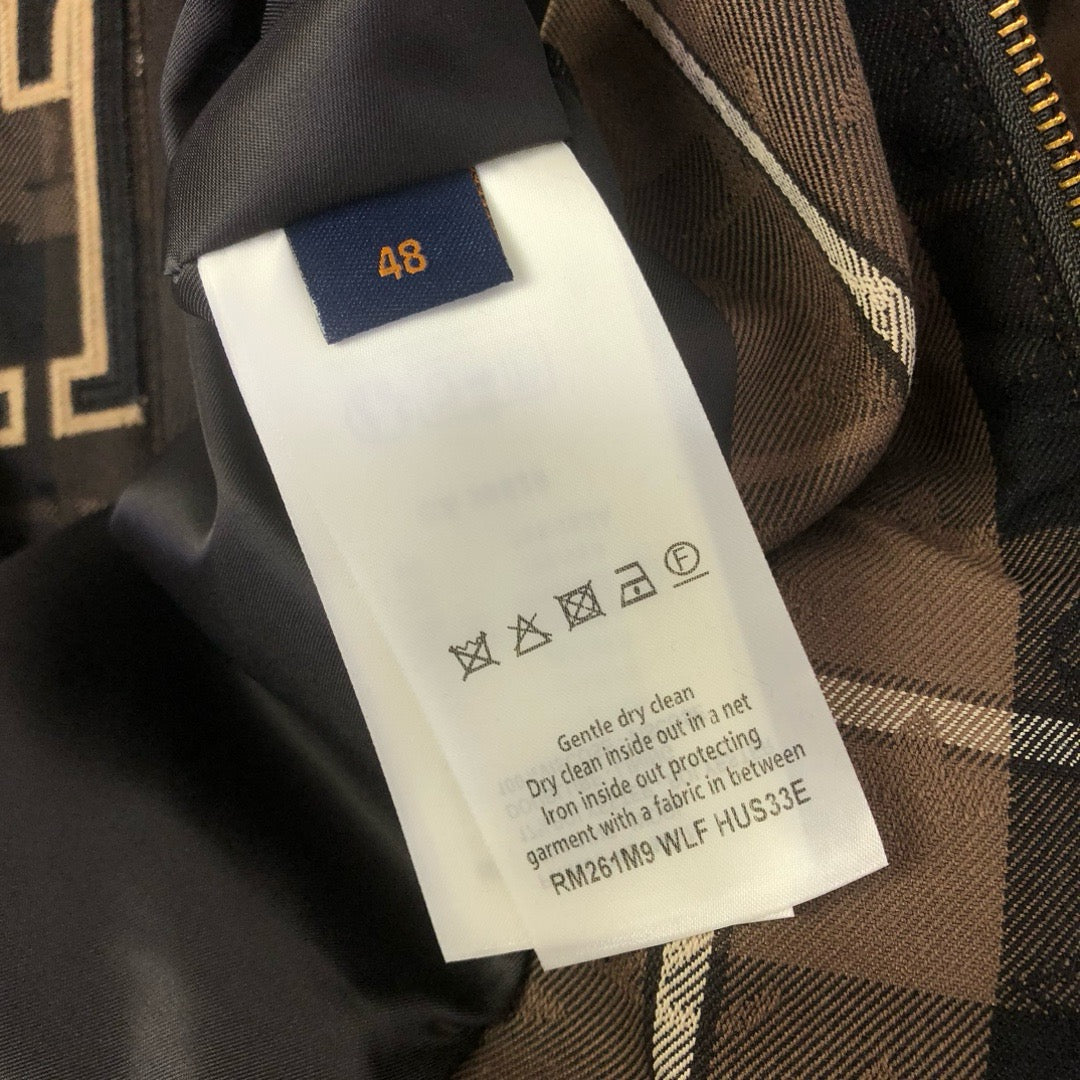 48
F
Gentle dry clean
Dry clean inside out in a net
Iron inside out protecting
garment with a fabric in between
RM261M9 WLF HUS33E